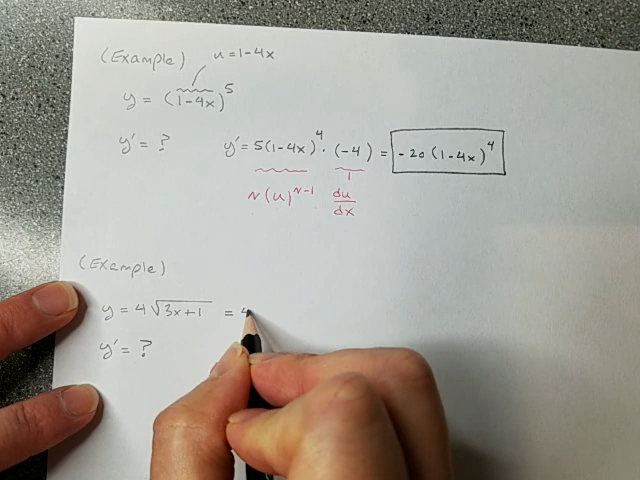 (Example) u = 1-4x
y = (1-4x)^5
y' = ? y' = 5(1-4x)^4 · (-4) = -20(1-4x)^4
n(u)^n-1 du/dx
(Example)
y = 4√3x+1 = 4
y' = ?